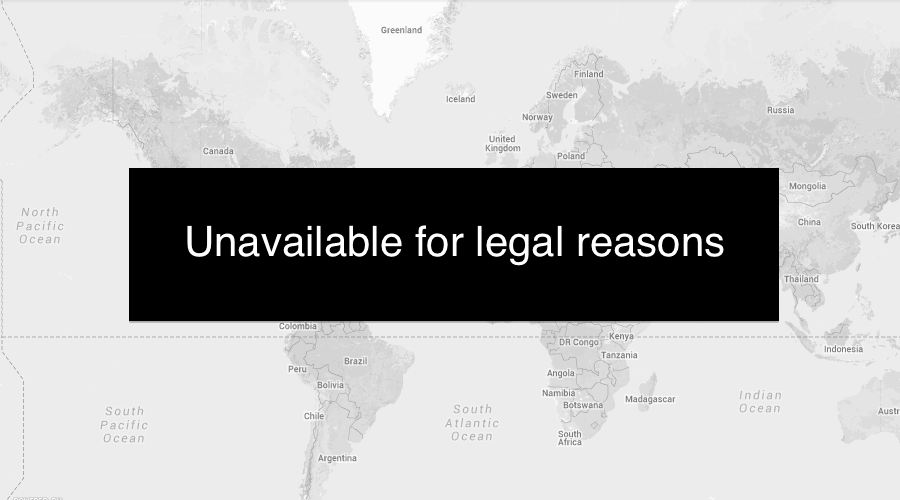 Greenland
Finland
Iceland
Sweden
Russia
Norway
United
Kingdom
Canada
Poland
Mongolia
North
Pacific
Ocean
China
South Korea
Unavailable for legal reasons
Thailand
Colombia
Kenya
DR Congo
Indonesia
Tanzania
Brazil
Peru
Angola
Bolivia
Namibia
Madagascar
Indian
Ocean
Botswana
South
Pacific
Ocean
South
Atlantic
Ocean
Chile
Austr
South
Africa
Argentina